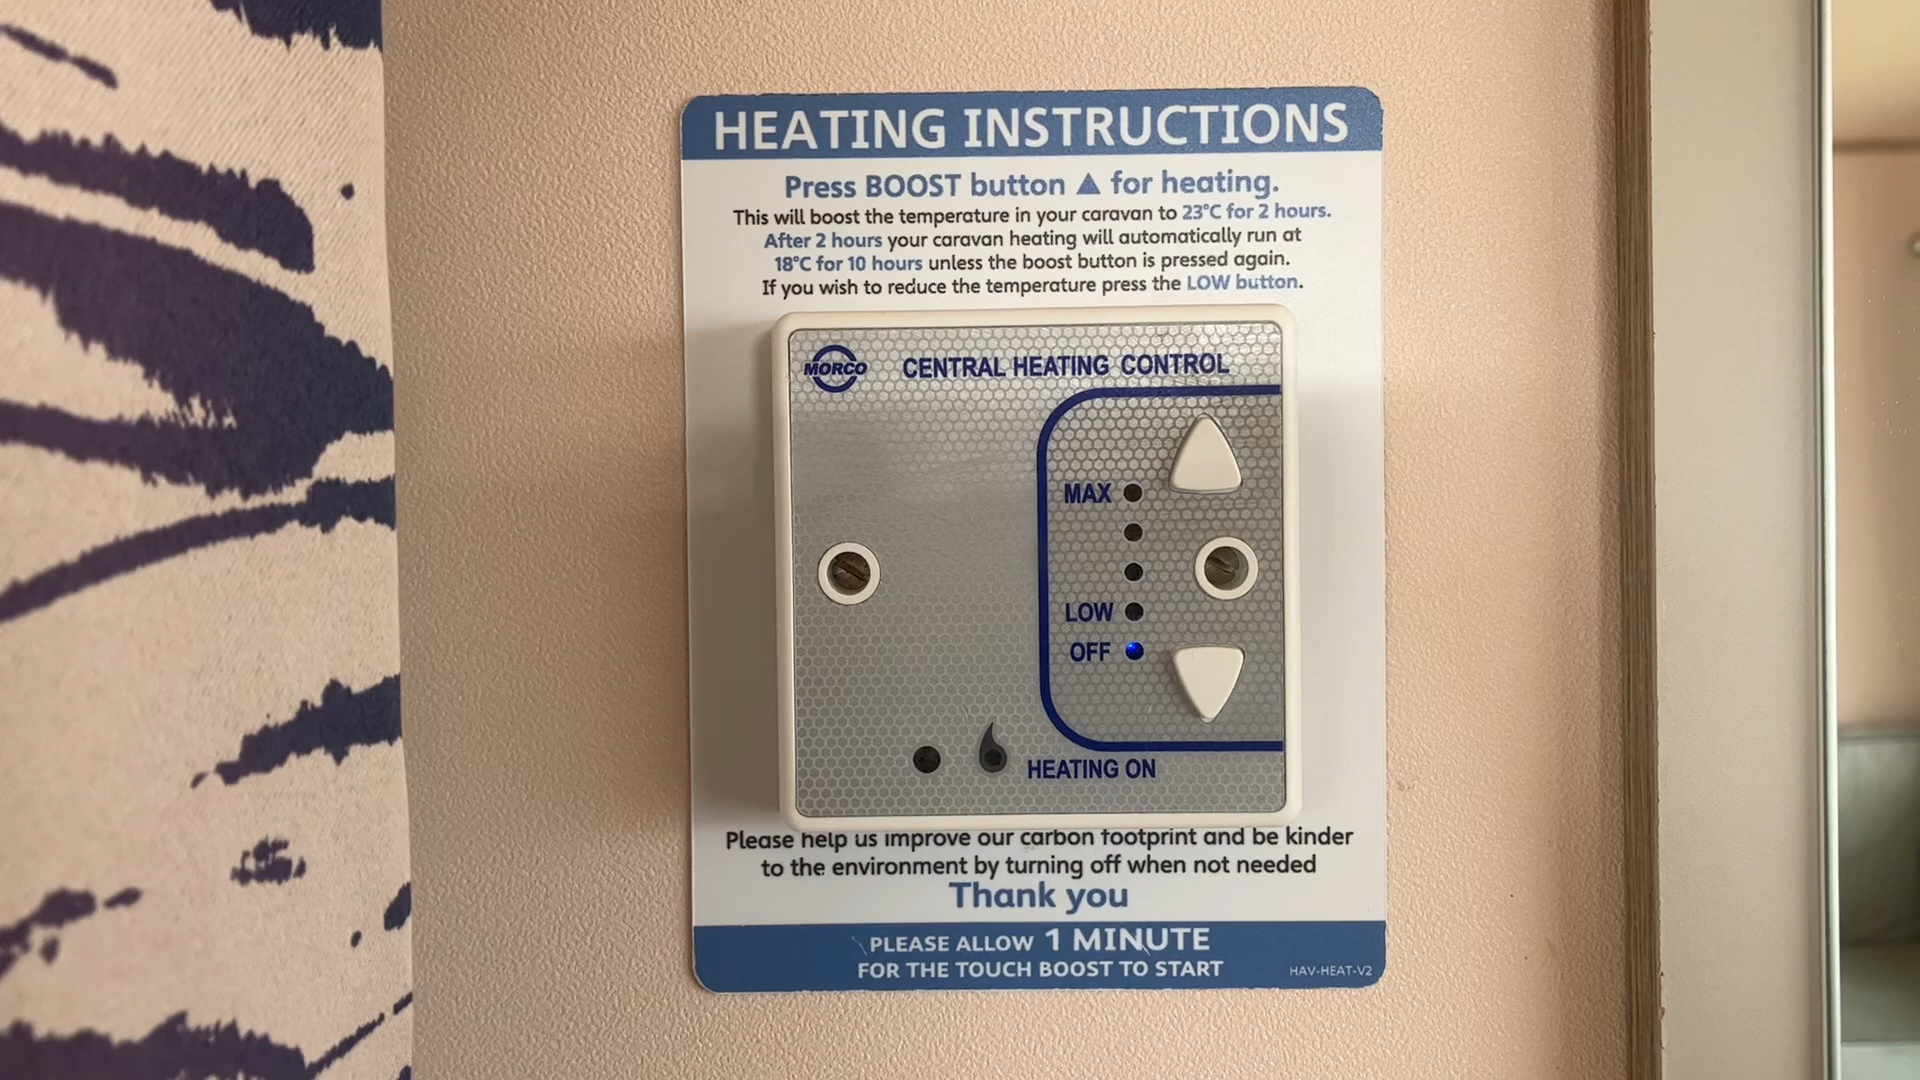 HEATING INSTRUCTIONS
Press BOOST button ▲ for heating.
This will boost the temperature in your caravan to 23°C for 2 hours.
After 2 hours your caravan heating will automatically run at
18°C for 10 hours unless the boost button is pressed again.
If you wish to reduce the temperature press the LOW button.
MORCO CENTRAL HEATING CONTROL
MAX
LOW
OFF
HEATING ON
Please help us improve our carbon footprint and be kinder
to the environment by turning off when not needed
Thank you
PLEASE ALLOW 1 MINUTE
FOR THE TOUCH BOOST TO START
HAV-HEAT-V2